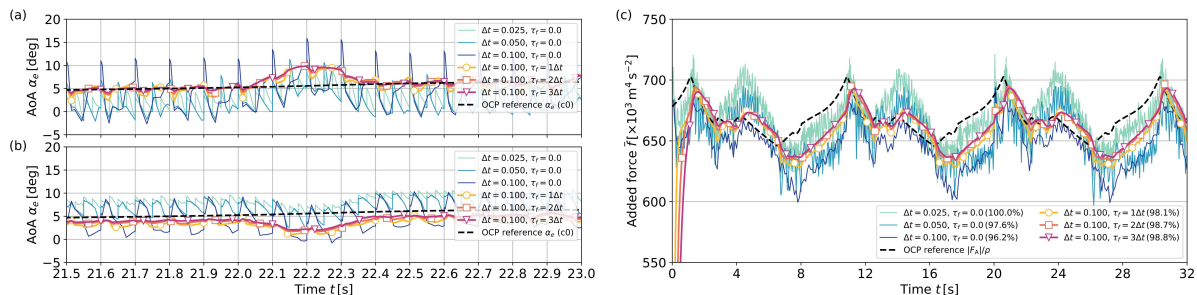 (a)
20
15
10
5
0
−5
AoA αₑ [deg]
Δt = 0.025, τf = 0.0
Δt = 0.050, τf = 0.0
Δt = 0.100, τf = 0.0
Δt = 0.100, τf = 1Δt
Δt = 0.100, τf = 2Δt
Δt = 0.100, τf = 3Δt
OCP reference αₑ (c0)
(b)
20
15
10
5
0
−5
AoA αₑ [deg]
Δt = 0.025, τf = 0.0
Δt = 0.050, τf = 0.0
Δt = 0.100, τf = 0.0
Δt = 0.100, τf = 1Δt
Δt = 0.100, τf = 2Δt
Δt = 0.100, τf = 3Δt
OCP reference αₑ (c0)
21.5 21.6 21.7 21.8 21.9 22.0 22.1 22.2 22.3 22.4 22.5 22.6 22.7 22.8 22.9 23.0
Time t [s]
(c)
750
700
650
600
550
Added force f̄ [×10³ m⁴ s⁻²]
Δt = 0.025, τf = 0.0 (100.0%)
Δt = 0.050, τf = 0.0 (97.6%)
Δt = 0.100, τf = 0.0 (96.2%)
OCP reference |F_A|/ρ
Δt = 0.100, τf = 1Δt (98.1%)
Δt = 0.100, τf = 2Δt (98.7%)
Δt = 0.100, τf = 3Δt (98.8%)
0 4 8 12 16 20 24 28 32
Time t [s]